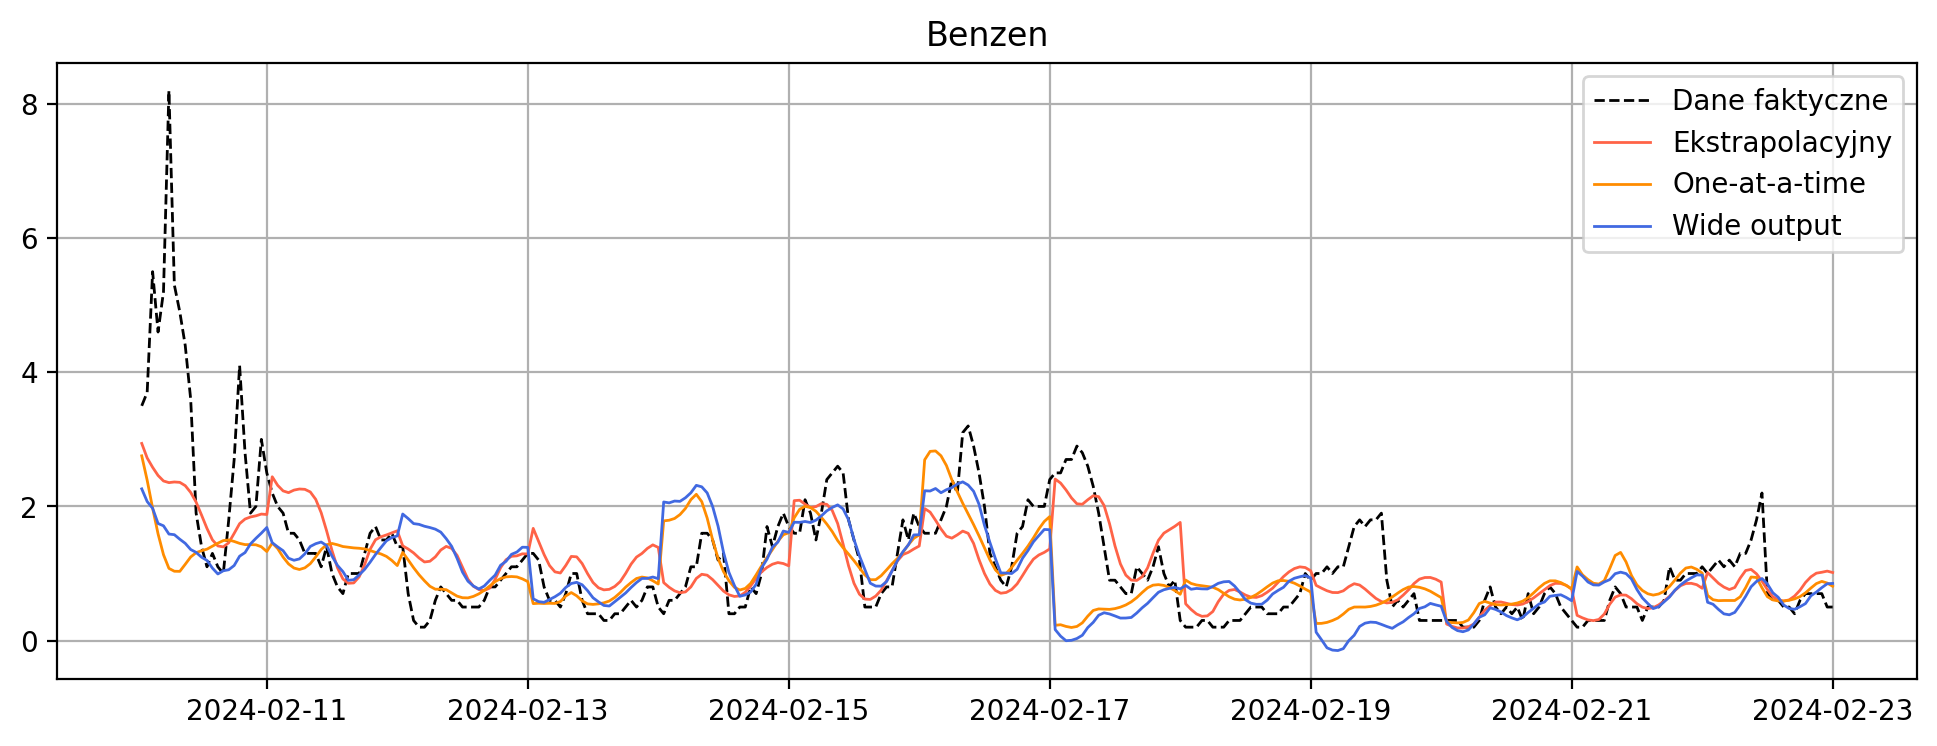 Benzen
8
6
4
2
0
Dane faktyczne
Ekstrapolacyjny
One-at-a-time
Wide output
2024-02-11 2024-02-13 2024-02-15 2024-02-17 2024-02-19 2024-02-21 2024-02-23